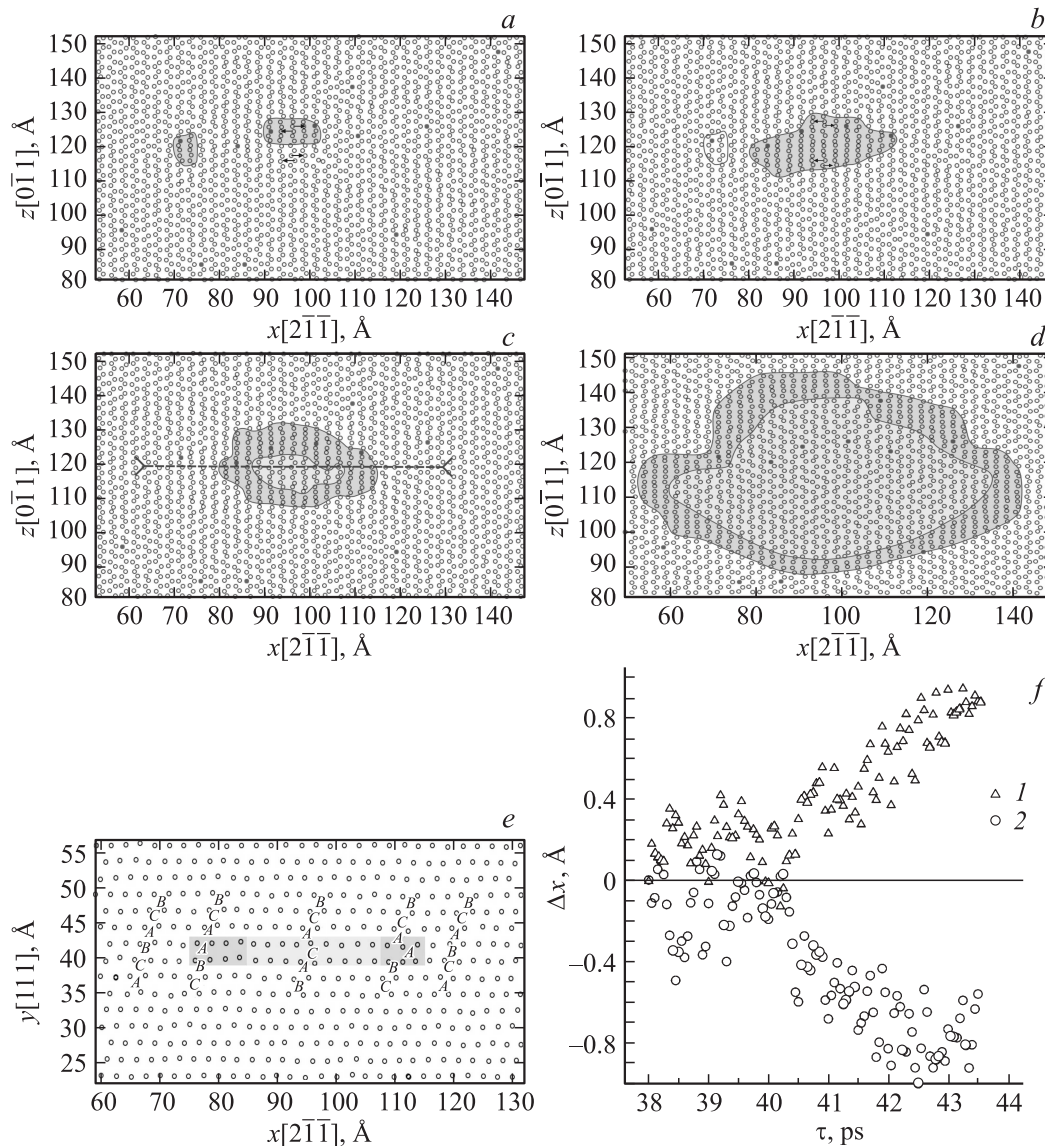 a
150
140
130
120
110
100
90
80
z[01̅11], Å
60 70 80 90 100 110 120 130 140
x[21̅1̅], Å
b
150
140
130
120
110
100
90
80
z[01̅11], Å
60 70 80 90 100 110 120 130 140
x[21̅1̅], Å
c
150
140
130
120
110
100
90
80
z[01̅11], Å
60 70 80 90 100 110 120 130 140
x[21̅1̅], Å
d
150
140
130
120
110
100
90
80
z[01̅1], Å
60 80 100 120 140
x[21̅1̅], Å
e
55
50
45
40
35
30
25
y[111], Å
B B B B B
C C C C C
A A A A A
B A A A A
C B C B B
A C A C C
B A
60 70 80 90 100 110 120 130
x[21̅1̅], Å
f
0.8
0.4
0
−0.4
−0.8
Δx, Å
1
2
38 39 40 41 42 43 44
τ, ps